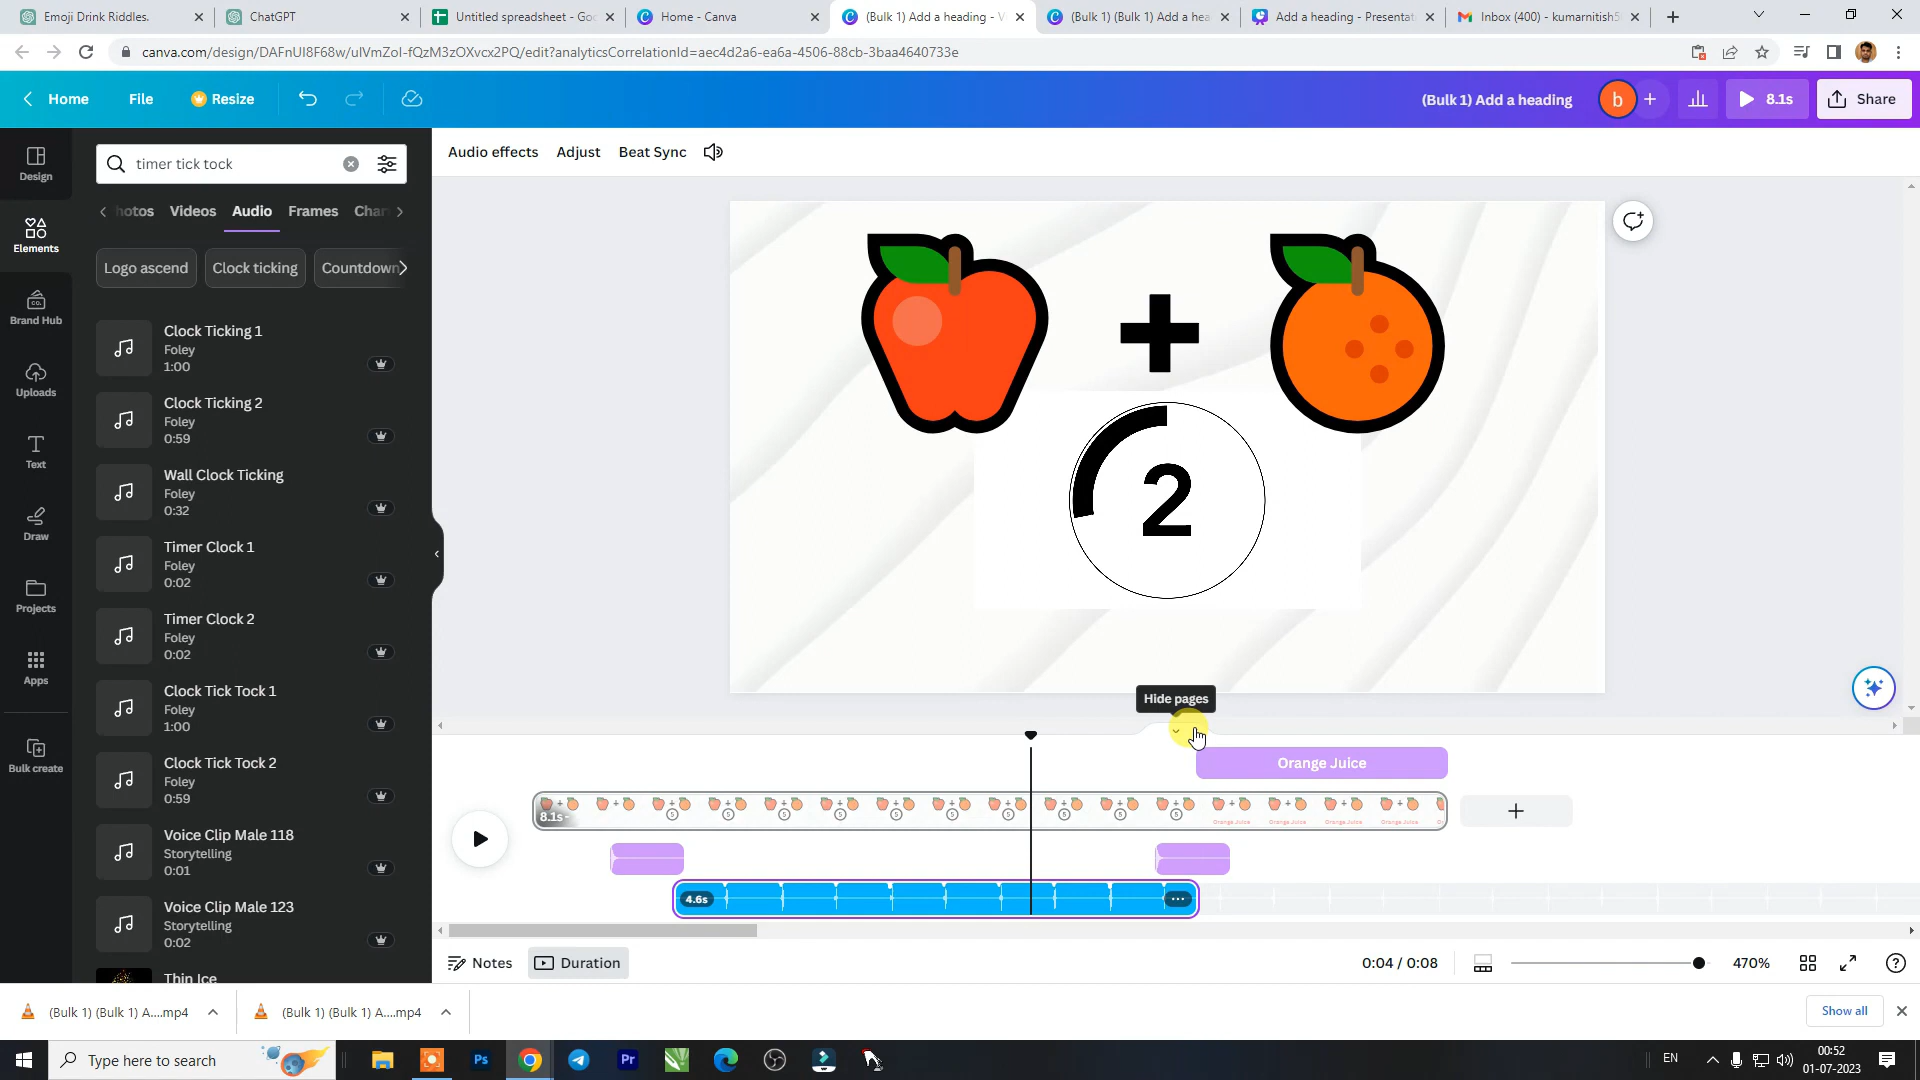 Emoji Drink Riddles.
ChatGPT
Untitled spreadsheet - Goo
Home - Canva
(Bulk 1) Add a heading - V
(Bulk 1) (Bulk 1) Add a hea
Add a heading - Presentat
Inbox (400) - kumarnitish5
canva.com/design/DAFnUI8F68w/uIVmZoI-fQzM3zOXvcx2PQ/edit?analyticsCorrelationId=aec4d2a6-ea6a-4506-88cb-3baa4640733e
Home
File
Resize
(Bulk 1) Add a heading
b
8.1s
Share
Design
Elements
Brand Hub
Uploads
Text
Draw
Projects
Apps
Bulk create
timer tick tock
hotos
Videos
Audio
Frames
Char
Logo ascend
Clock ticking
Countdown
Clock Ticking 1
Foley
1:00
Clock Ticking 2
Foley
0:59
Wall Clock Ticking
Foley
0:32
Timer Clock 1
Foley
0:02
Timer Clock 2
Foley
0:02
Clock Tick Tock 1
Foley
1:00
Clock Tick Tock 2
Foley
0:59
Voice Clip Male 118
Storytelling
0:01
Voice Clip Male 123
Storytelling
0:02
Thin Ice
Audio effects
Adjust
Beat Sync
+
2
Hide pages
Orange Juice
8.1s
4.6s
Notes
Duration
0:04 / 0:08
470%
(Bulk 1) (Bulk 1) A....mp4
(Bulk 1) (Bulk 1) A....mp4
Show all
Type here to search
Ps
Pr
EN
00:52
01-07-2023